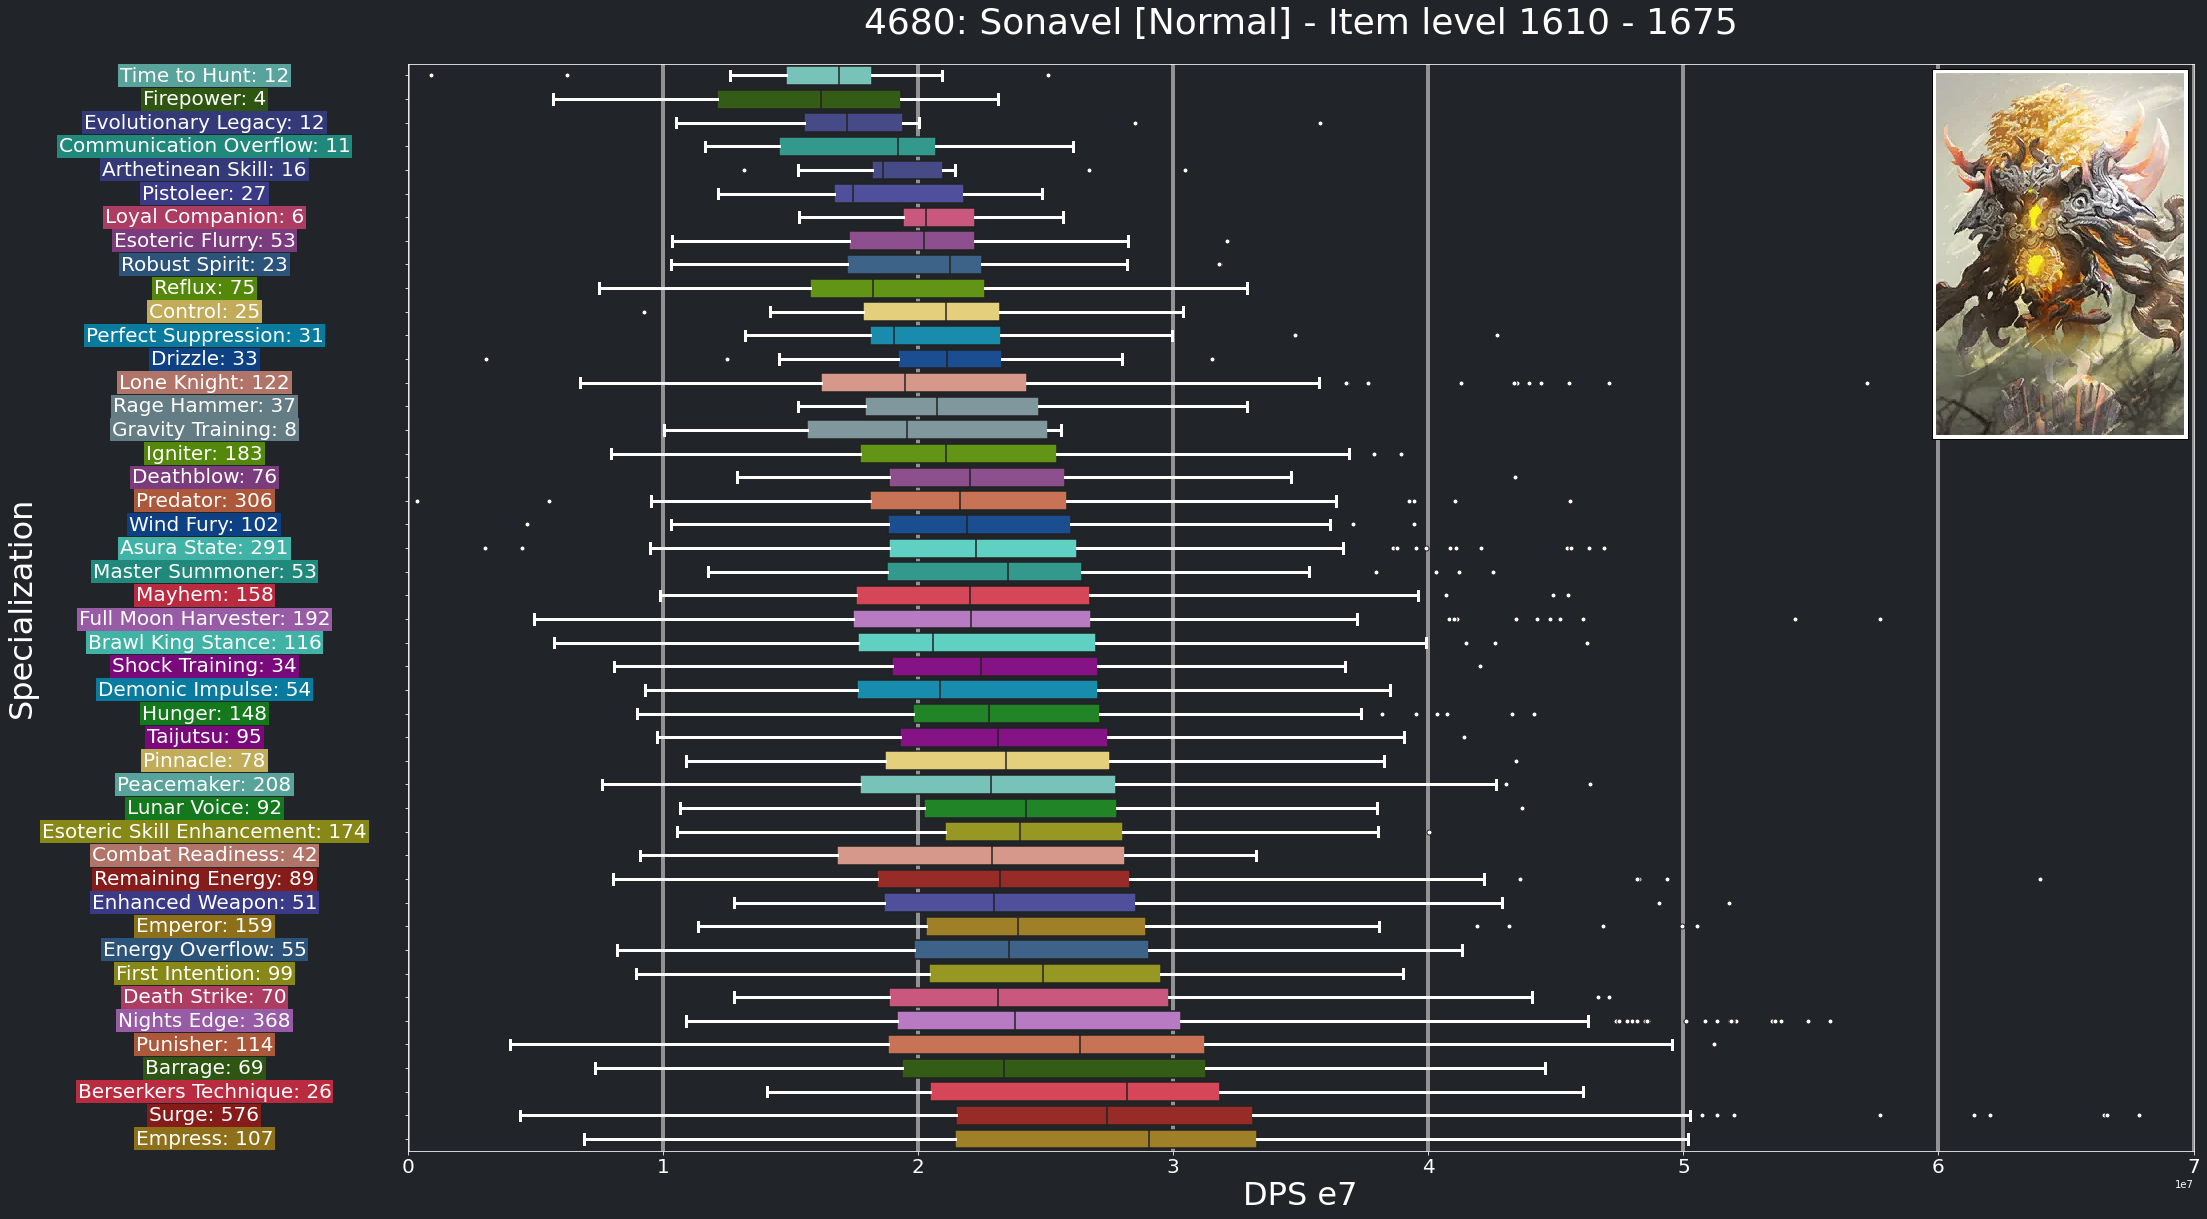 4680: Sonavel [Normal] - Item level 1610 - 1675
Specialization
Time to Hunt: 12
Firepower: 4
Evolutionary Legacy: 12
Communication Overflow: 11
Arthetinean Skill: 16
Pistoleer: 27
Loyal Companion: 6
Esoteric Flurry: 53
Robust Spirit: 23
Reflux: 75
Control: 25
Perfect Suppression: 31
Drizzle: 33
Lone Knight: 122
Rage Hammer: 37
Gravity Training: 8
Igniter: 183
Deathblow: 76
Predator: 306
Wind Fury: 102
Asura State: 291
Master Summoner: 53
Mayhem: 158
Full Moon Harvester: 192
Brawl King Stance: 116
Shock Training: 34
Demonic Impulse: 54
Hunger: 148
Taijutsu: 95
Pinnacle: 78
Peacemaker: 208
Lunar Voice: 92
Esoteric Skill Enhancement: 174
Combat Readiness: 42
Remaining Energy: 89
Enhanced Weapon: 51
Emperor: 159
Energy Overflow: 55
First Intention: 99
Death Strike: 70
Nights Edge: 368
Punisher: 114
Barrage: 69
Berserkers Technique: 26
Surge: 576
Empress: 107
0 1 2 3 4 5 6 7
1e7
DPS e7